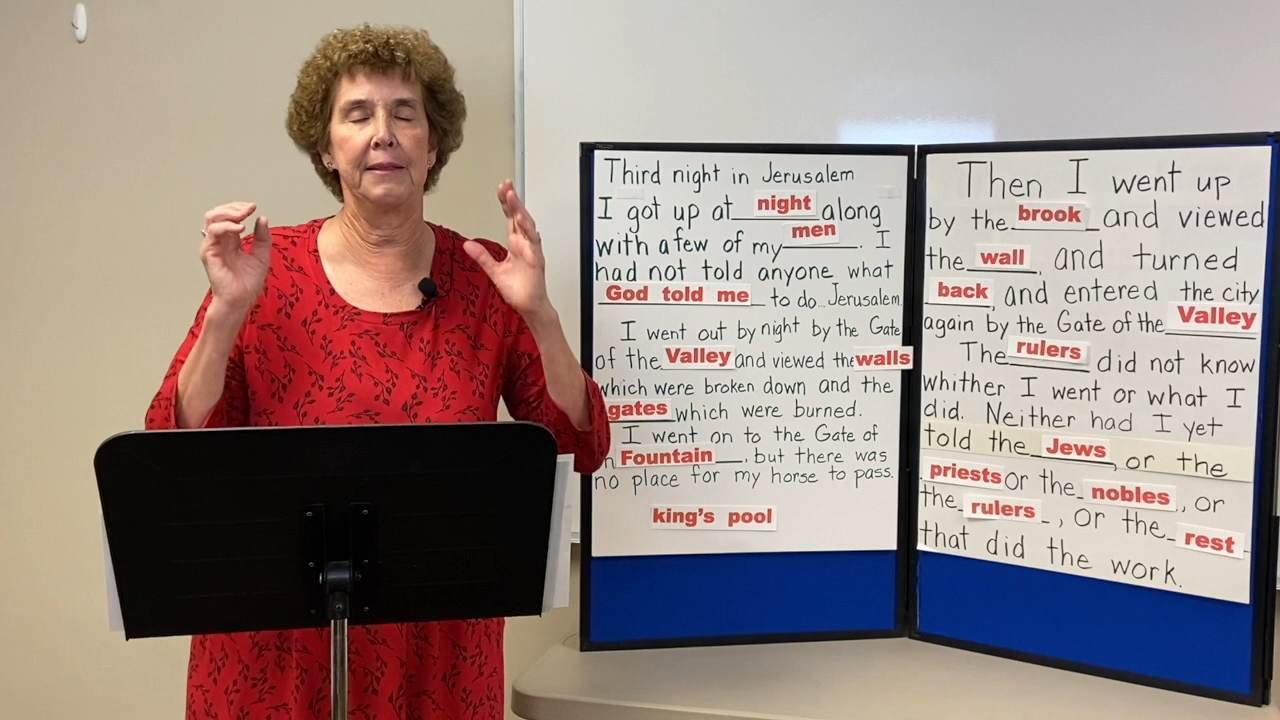 Third night in Jerusalem
I got up at night along
with a few of my men. I
had not told anyone what
God told me to do Jerusalem.
I went out by night by the Gate
of the Valley and viewed the walls
which were broken down and the
gates which were burned.
I went on to the Gate of
Fountain, but there was
no place for my horse to pass.
king's pool
Then I went up
by the brook and viewed
the wall, and turned
back, and entered the city
again by the Gate of the Valley
The rulers did not know
whither I went or what I
did. Neither had I yet
told the Jews, or the
priests or the nobles, or
the rulers, or the rest
that did the work.